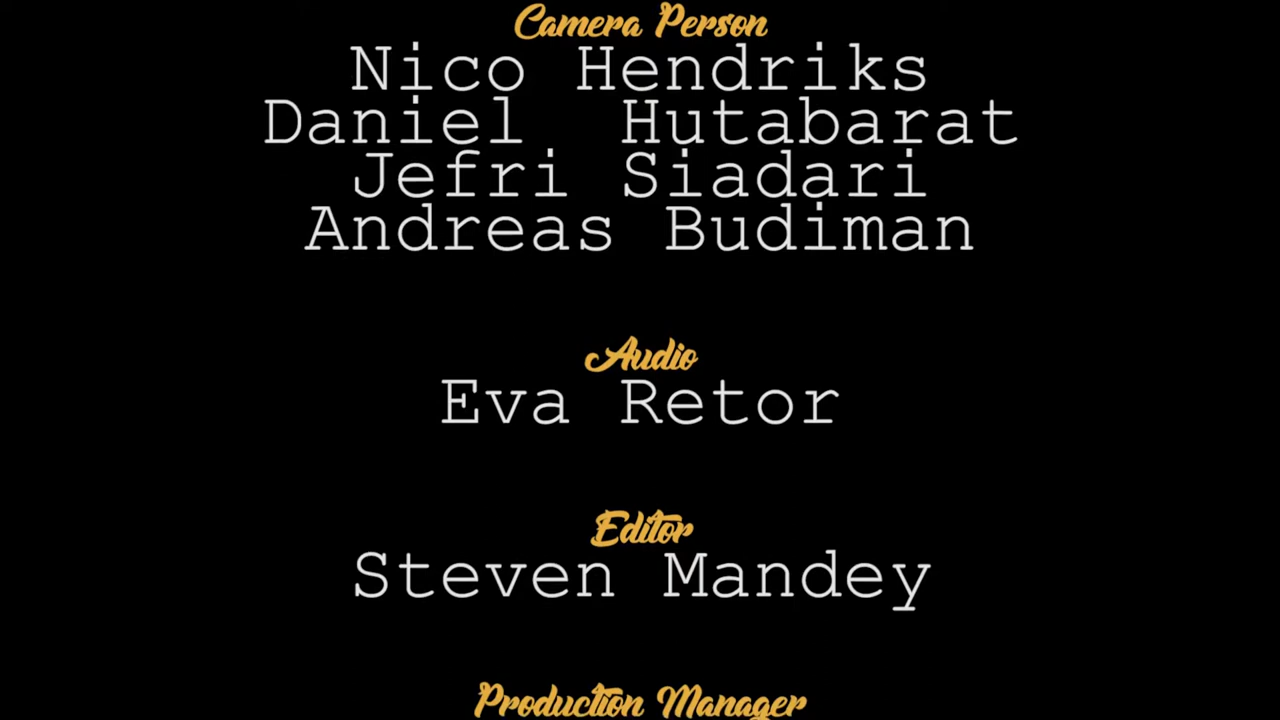 Camera Person
Nico Hendriks
Daniel  Hutabarat
Jefri Siadari
Andreas Budiman
Audio
Eva Retor
Editor
Steven Mandey
Production Manager